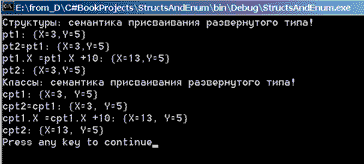 E:\from_D\C#BookProjects\StructsAndEnum\bin\Debug\StructsAndEnum.exe
Структуры: семантика присваивания развернутого типа!
pt1: (X=3,Y=5)
pt2=pt1: (X=3,Y=5)
pt1.X =pt1.X +10: (X=13,Y=5)
pt2: (X=3,Y=5)
Классы: семантика присваивания развернутого типа!
cpt1: (X=3, Y=5)
cpt2=cpt1: (X=3, Y=5)
cpt1.X =cpt1.X +10: (X=13, Y=5)
cpt2: (X=13, Y=5)
Press any key to continue_